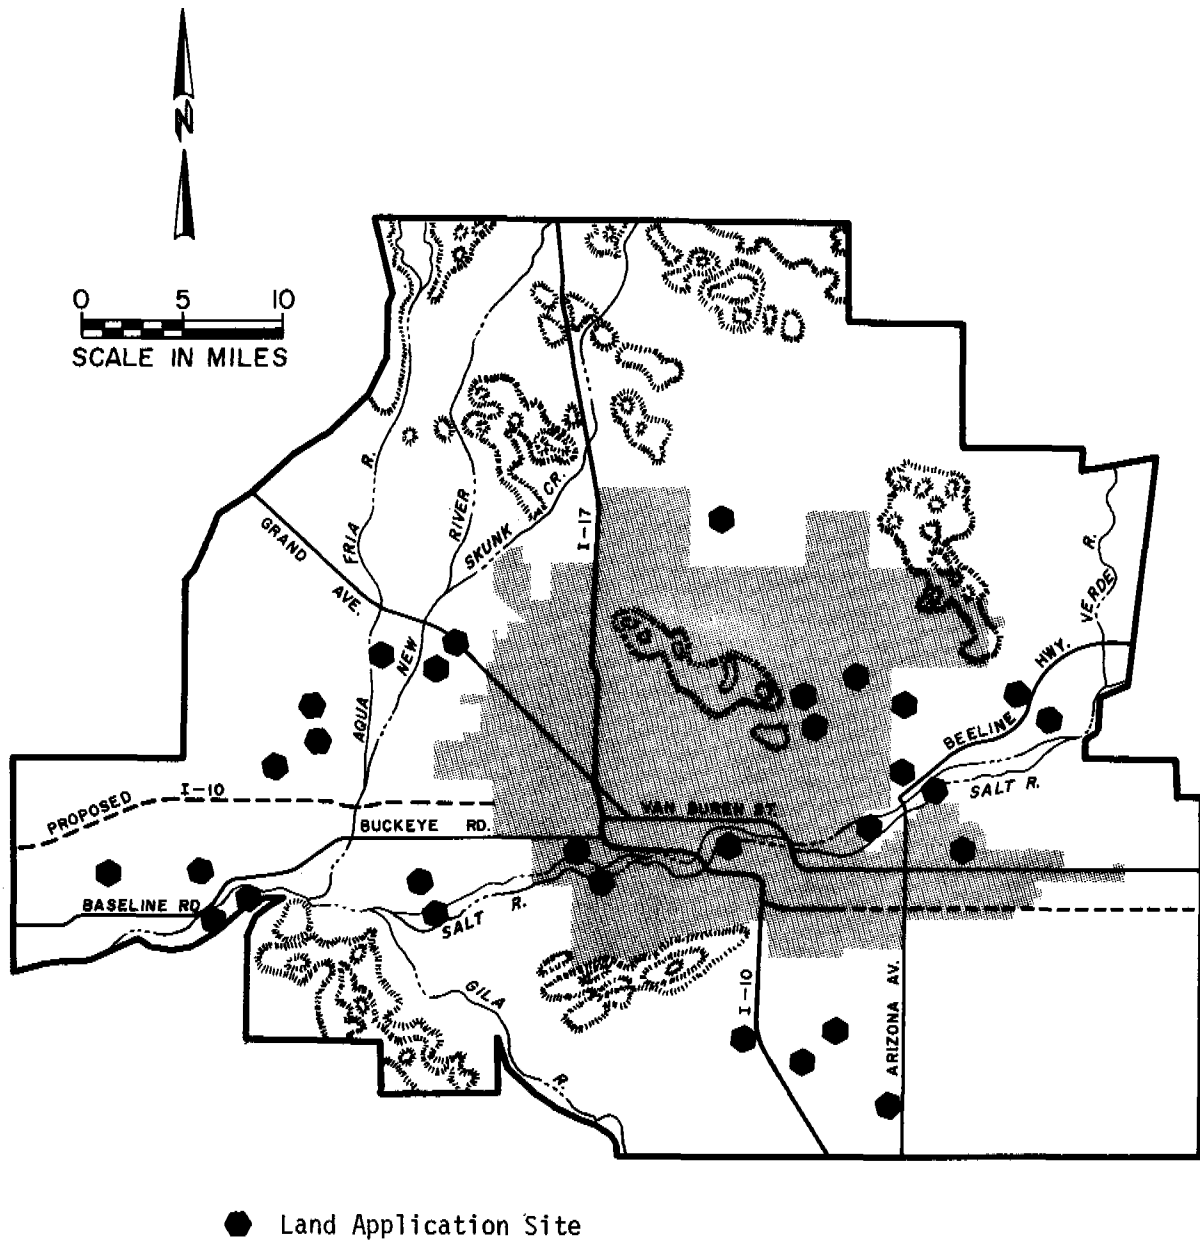 N
0 5 10
SCALE IN MILES
GRAND
AVE.
FRIA
R.
AQUA
NEW
RIVER
SKUNK
CR.
I-17
VERDE
R.
BEELINE
HWY.
SALT R.
PROPOSED
I-10
BUCKEYE RD.
VAN BUREN ST.
BASELINE RD
SALT R.
GILA
R.
I-10
ARIZONA AV.
Land Application Site